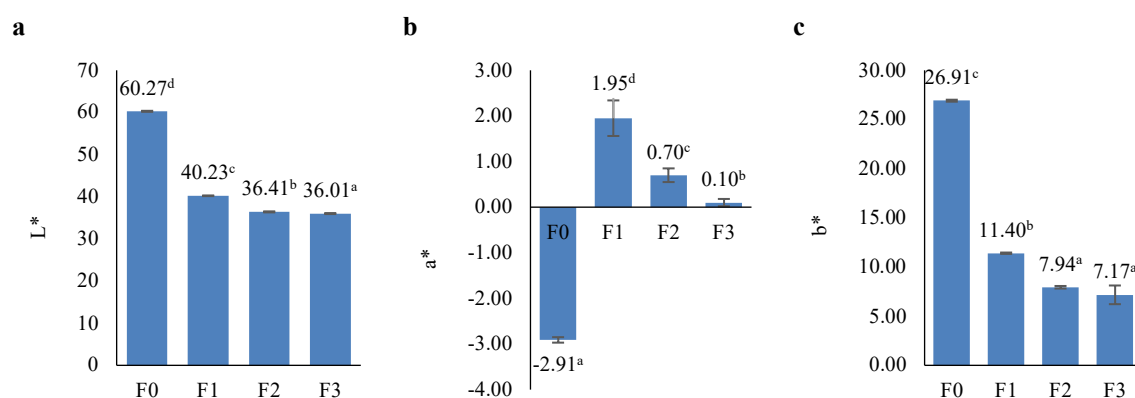 a
L*
70
60
50
40
30
20
10
0
60.27ᵈ
40.23ᶜ
36.41ᵇ
36.01ᵃ
F0 F1 F2 F3
b
a*
3.00
2.00
1.00
0.00
-1.00
-2.00
-3.00
-4.00
1.95ᵈ
0.70ᶜ
0.10ᵇ
F0 F1 F2 F3
-2.91ᵃ
c
b*
30.00
25.00
20.00
15.00
10.00
5.00
0.00
26.91ᶜ
11.40ᵇ
7.94ᵃ
7.17ᵃ
F0 F1 F2 F3